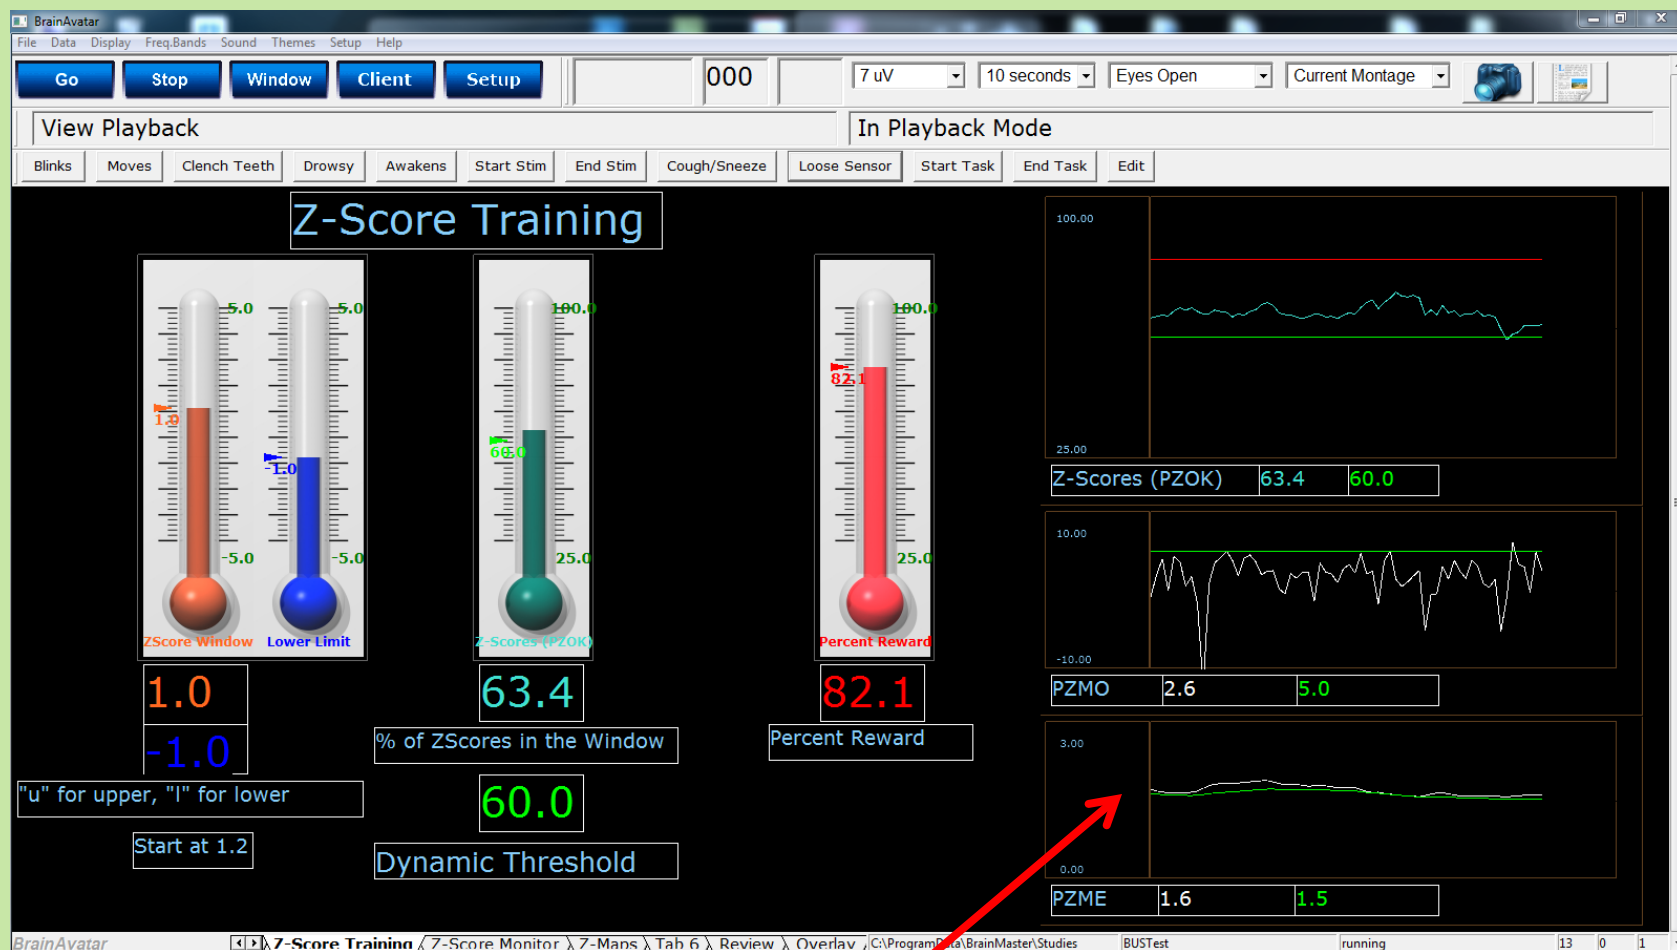 BrainAvatar
File Data Display Freq.Bands Sound Themes Setup Help
Go Stop Window Client Setup 000 7 uV 10 seconds Eyes Open Current Montage
View Playback In Playback Mode
Blinks Moves Clench Teeth Drowsy Awakens Start Stim End Stim Cough/Sneeze Loose Sensor Start Task End Task Edit
Z-Score Training
5.0 5.0 100.0 100.0
1.0 -1.0 60.0 82.1
-5.0 -5.0 25.0 25.0
ZScore Window Lower Limit Z-Scores (PZOK) Percent Reward
1.0 63.4 82.1
-1.0 % of ZScores in the Window Percent Reward
"u" for upper, "l" for lower 60.0
Start at 1.2 Dynamic Threshold
100.00
25.00
Z-Scores (PZOK) 63.4 60.0
10.00
-10.00
PZMO 2.6 5.0
3.00
0.00
PZME 1.6 1.5
BrainAvatar Z-Score Training Z-Score Monitor Z-Maps Tab 6 Review Overlay BUSTest running 13 0 1